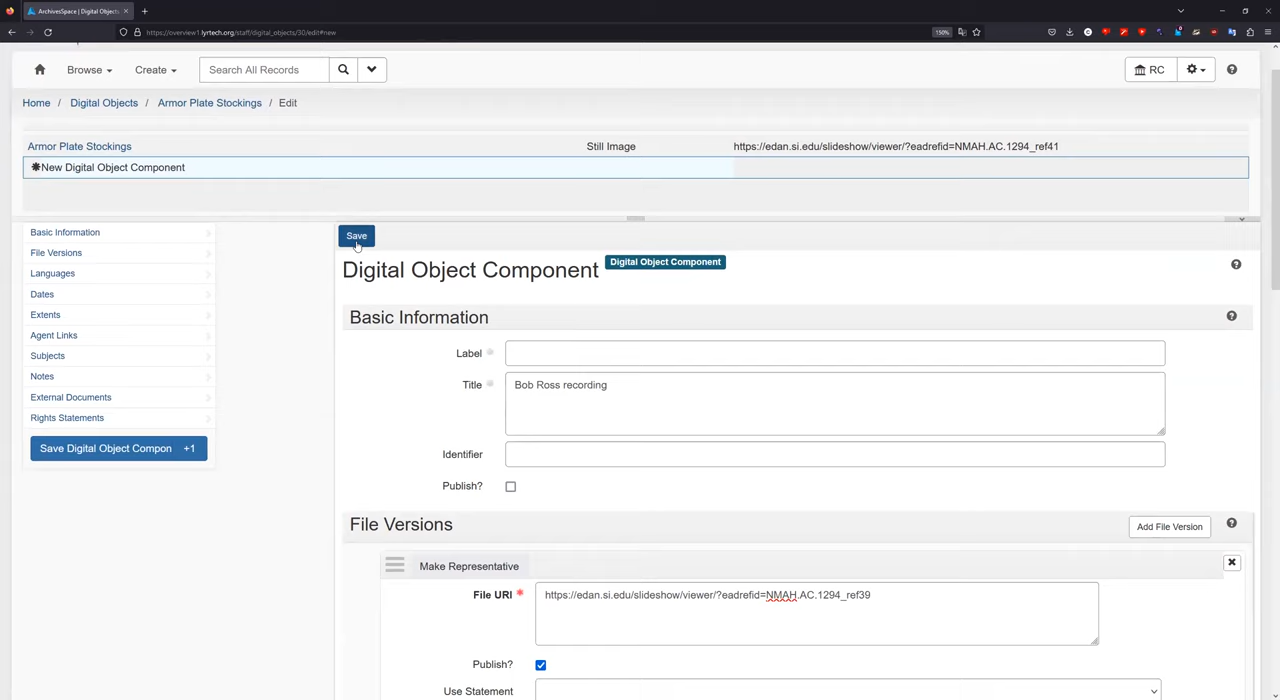 ArchivesSpace | Digital Objects
https://overview1.lyrtech.org/staff/digital_objects/30/edit#new
150%
Browse
Create
Search All Records
RC
Home / Digital Objects / Armor Plate Stockings / Edit
Armor Plate Stockings Still Image https://edan.si.edu/slideshow/viewer/?eadrefid=NMAH.AC.1294_ref41
New Digital Object Component
Basic Information
File Versions
Languages
Dates
Extents
Agent Links
Subjects
Notes
External Documents
Rights Statements
Save Digital Object Compon +1
Save
Digital Object Component Digital Object Component
Basic Information
Label
Title Bob Ross recording
Identifier
Publish?
File Versions Add File Version
Make Representative
File URI https://edan.si.edu/slideshow/viewer/?eadrefid=NMAH.AC.1294_ref39
Publish?
Use Statement